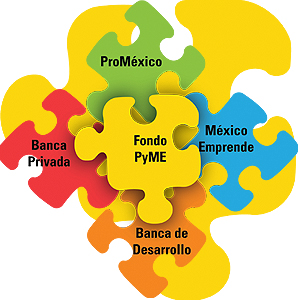 ProMéxico
Banca
Privada
Fondo
PyME
México
Emprende
Banca de
Desarrollo